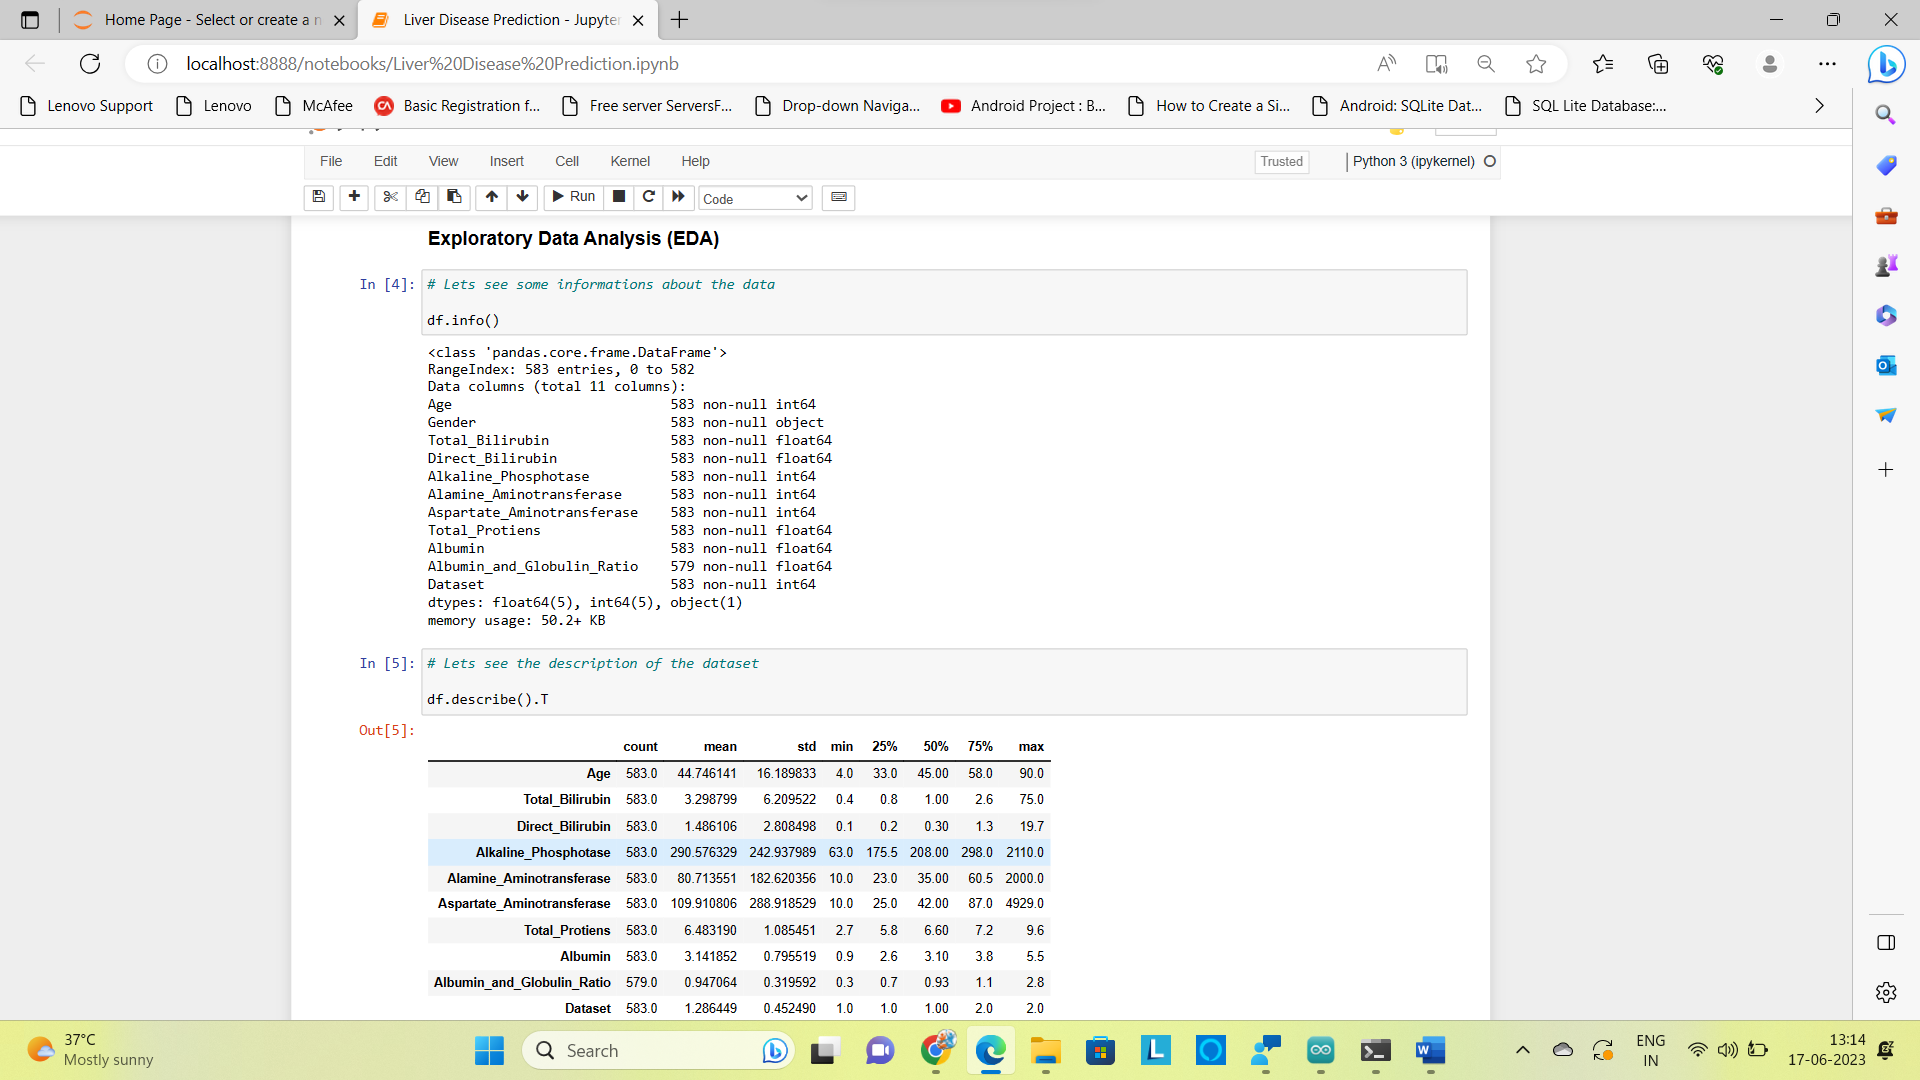 Home Page - Select or create a n
Liver Disease Prediction - Jupyter
localhost:8888/notebooks/Liver%20Disease%20Prediction.ipynb
Lenovo Support
Lenovo
McAfee
Basic Registration f...
Free server ServersF...
Drop-down Naviga...
Android Project : B...
How to Create a Si...
Android: SQLite Dat...
SQL Lite Database:...
File Edit View Insert Cell Kernel Help
Trusted
Python 3 (ipykernel)
Run
Code
Exploratory Data Analysis (EDA)
In [4]: # Lets see some informations about the data
df.info()
<class 'pandas.core.frame.DataFrame'>
RangeIndex: 583 entries, 0 to 582
Data columns (total 11 columns):
Age 583 non-null int64
Gender 583 non-null object
Total_Bilirubin 583 non-null float64
Direct_Bilirubin 583 non-null float64
Alkaline_Phosphotase 583 non-null int64
Alamine_Aminotransferase 583 non-null int64
Aspartate_Aminotransferase 583 non-null int64
Total_Protiens 583 non-null float64
Albumin 583 non-null float64
Albumin_and_Globulin_Ratio 579 non-null float64
Dataset 583 non-null int64
dtypes: float64(5), int64(5), object(1)
memory usage: 50.2+ KB
In [5]: # Lets see the description of the dataset
df.describe().T
Out[5]:
count mean std min 25% 50% 75% max
Age 583.0 44.746141 16.189833 4.0 33.0 45.00 58.0 90.0
Total_Bilirubin 583.0 3.298799 6.209522 0.4 0.8 1.00 2.6 75.0
Direct_Bilirubin 583.0 1.486106 2.808498 0.1 0.2 0.30 1.3 19.7
Alkaline_Phosphotase 583.0 290.576329 242.937989 63.0 175.5 208.00 298.0 2110.0
Alamine_Aminotransferase 583.0 80.713551 182.620356 10.0 23.0 35.00 60.5 2000.0
Aspartate_Aminotransferase 583.0 109.910806 288.918529 10.0 25.0 42.00 87.0 4929.0
Total_Protiens 583.0 6.483190 1.085451 2.7 5.8 6.60 7.2 9.6
Albumin 583.0 3.141852 0.795519 0.9 2.6 3.10 3.8 5.5
Albumin_and_Globulin_Ratio 579.0 0.947064 0.319592 0.3 0.7 0.93 1.1 2.8
Dataset 583.0 1.286449 0.452490 1.0 1.0 1.00 2.0 2.0
37°C
Mostly sunny
Search
ENG
IN
13:14
17-06-2023